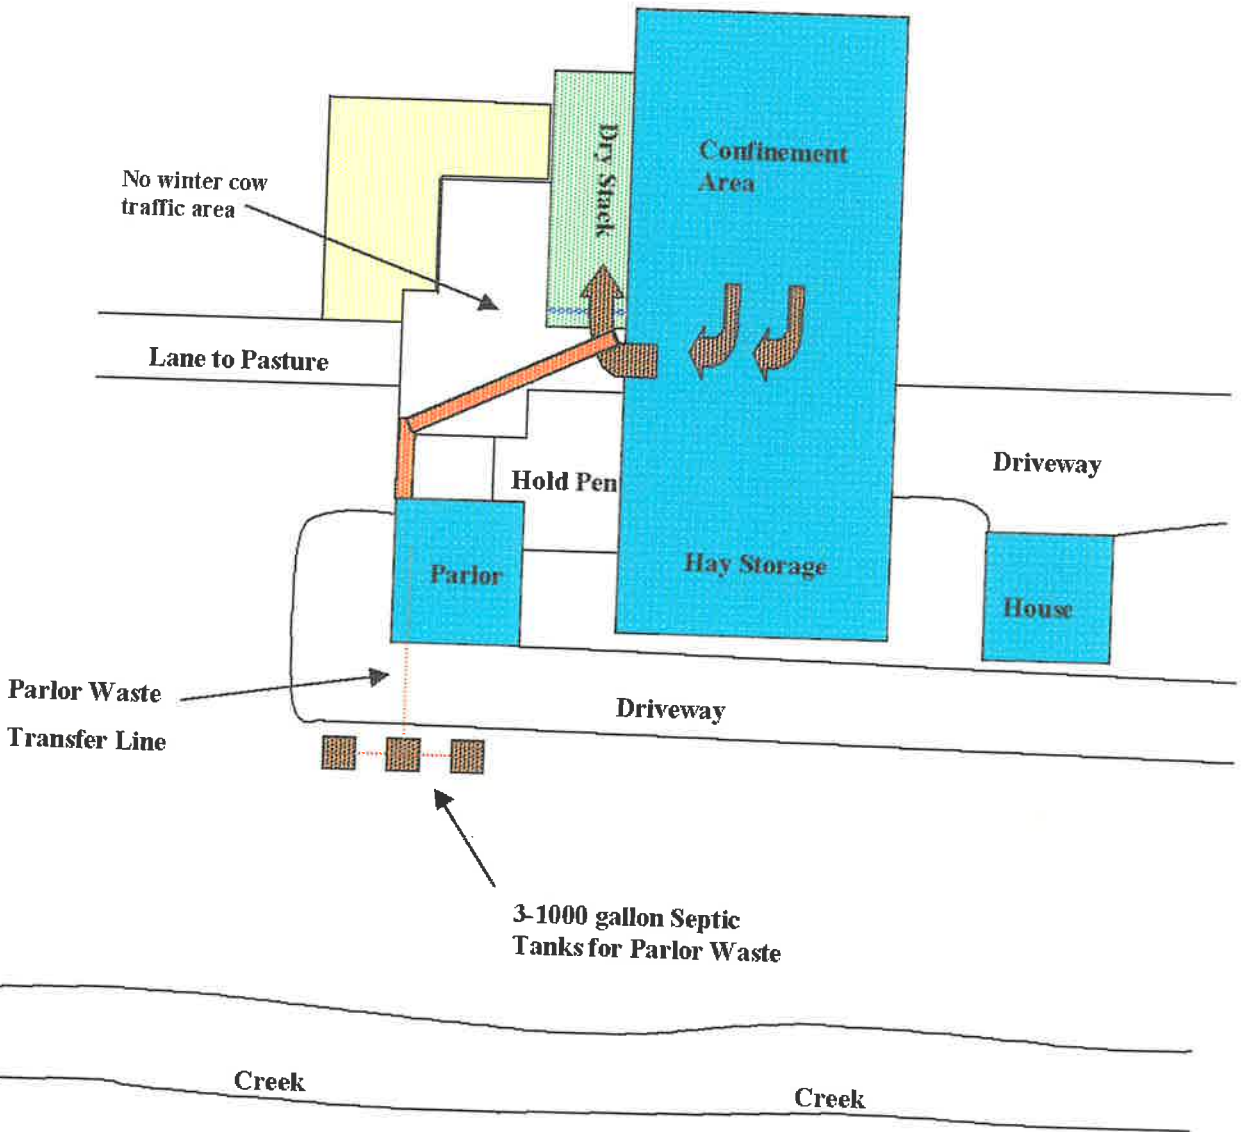 Confinement
Area
Dry Stack
No winter cow
traffic area
Lane to Pasture
Driveway
Hold Pen
Hay Storage
Parlor
House
Parlor Waste
Transfer Line
Driveway
3-1000 gallon Septic
Tanks for Parlor Waste
Creek
Creek